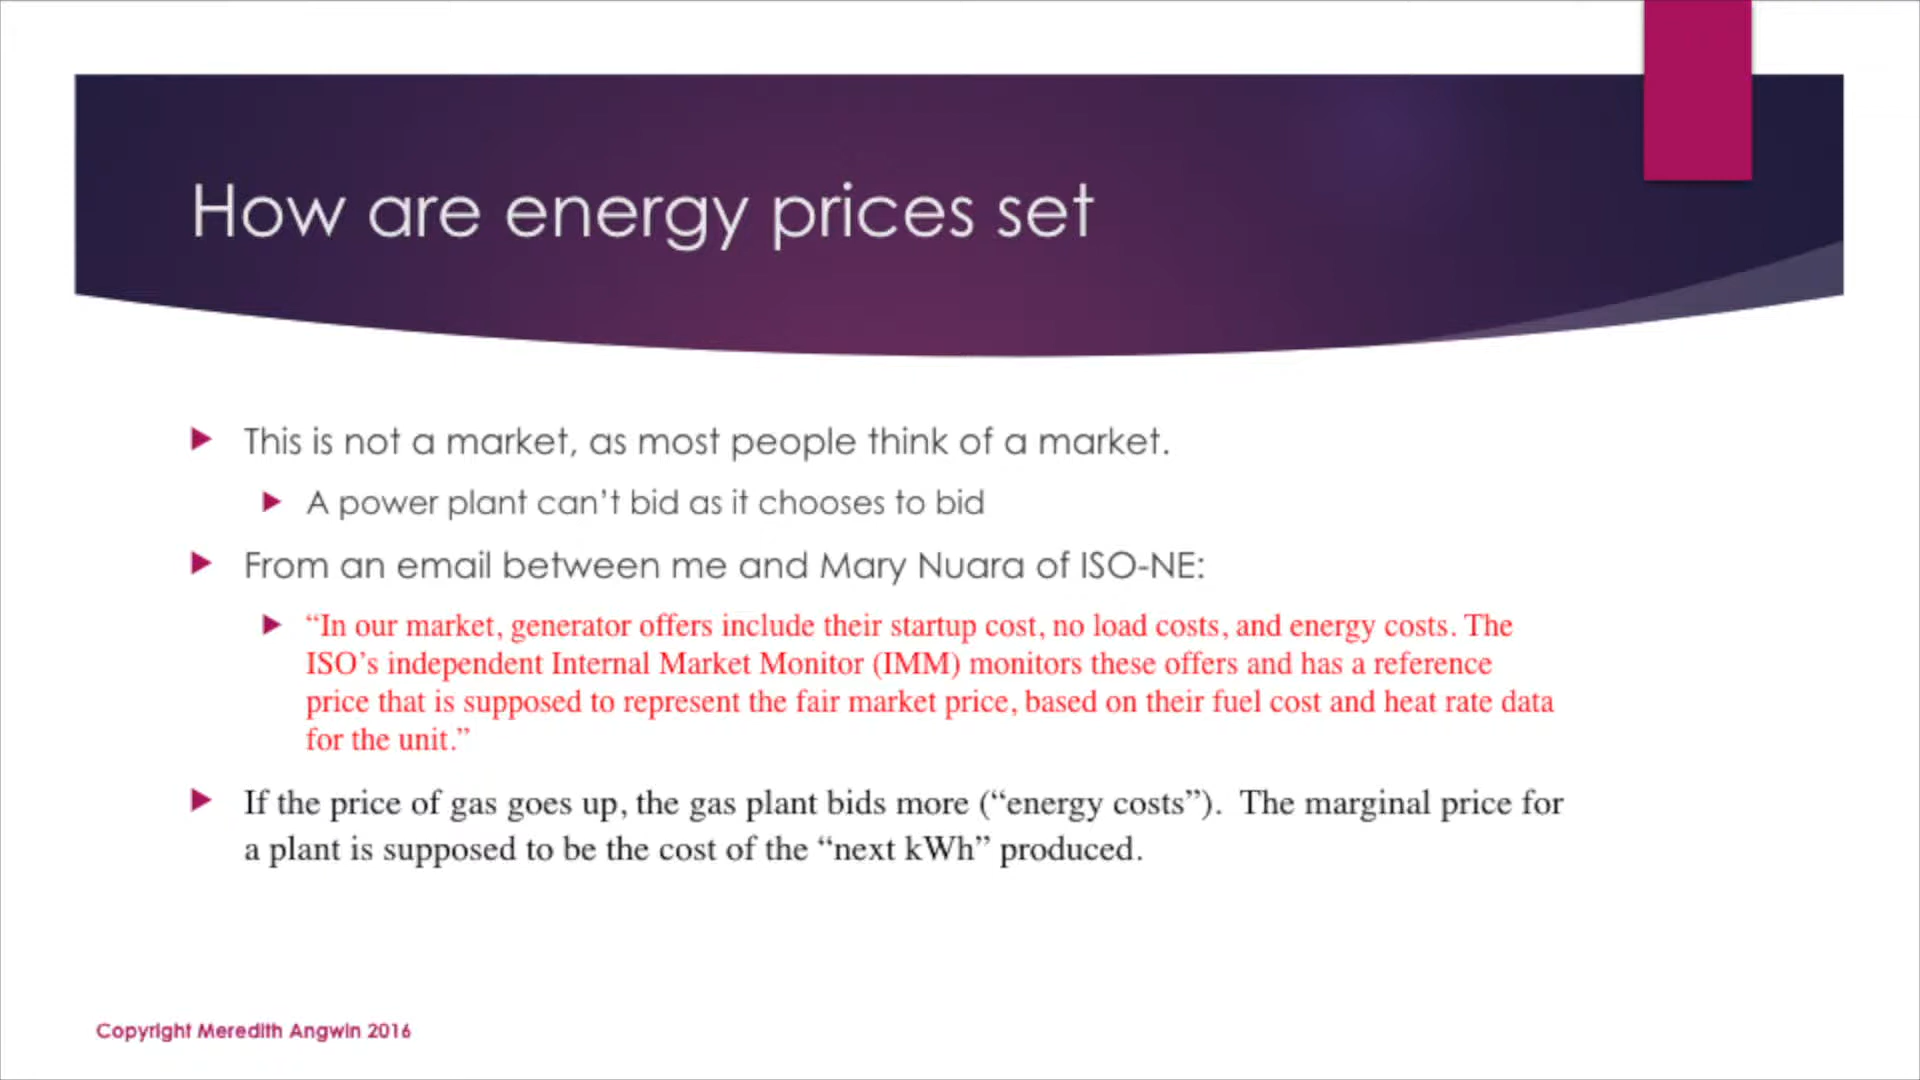 How are energy prices set
This is not a market, as most people think of a market.
A power plant can’t bid as it chooses to bid
From an email between me and Mary Nuara of ISO-NE:
“In our market, generator offers include their startup cost, no load costs, and energy costs. The
ISO’s independent Internal Market Monitor (IMM) monitors these offers and has a reference
price that is supposed to represent the fair market price, based on their fuel cost and heat rate data
for the unit.”
If the price of gas goes up, the gas plant bids more (“energy costs”).  The marginal price for
a plant is supposed to be the cost of the “next kWh” produced.
Copyright Meredith Angwin 2016